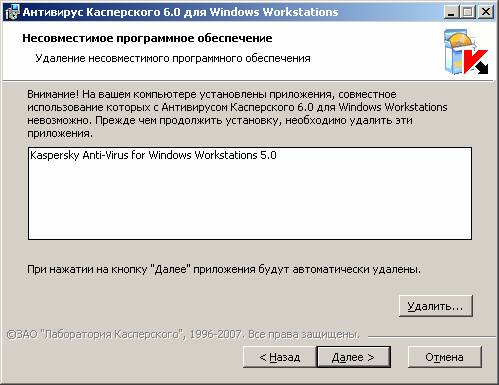 Антивирус Касперского 6.0 для Windows Workstations
Несовместимое программное обеспечение
Удаление несовместимого программного обеспечения
Внимание! На вашем компьютере установлены приложения, совместное
использование которых с Антивирусом Касперского 6.0 для Windows Workstations
невозможно. Прежде чем продолжить установку, необходимо удалить эти
приложения.
Kaspersky Anti-Virus for Windows Workstations 5.0
При нажатии на кнопку "Далее" приложения будут автоматически удалены.
Удалить...
©ЗАО "Лаборатория Касперского", 1996-2007. Все права защищены.
< Назад
Далее >
Отмена